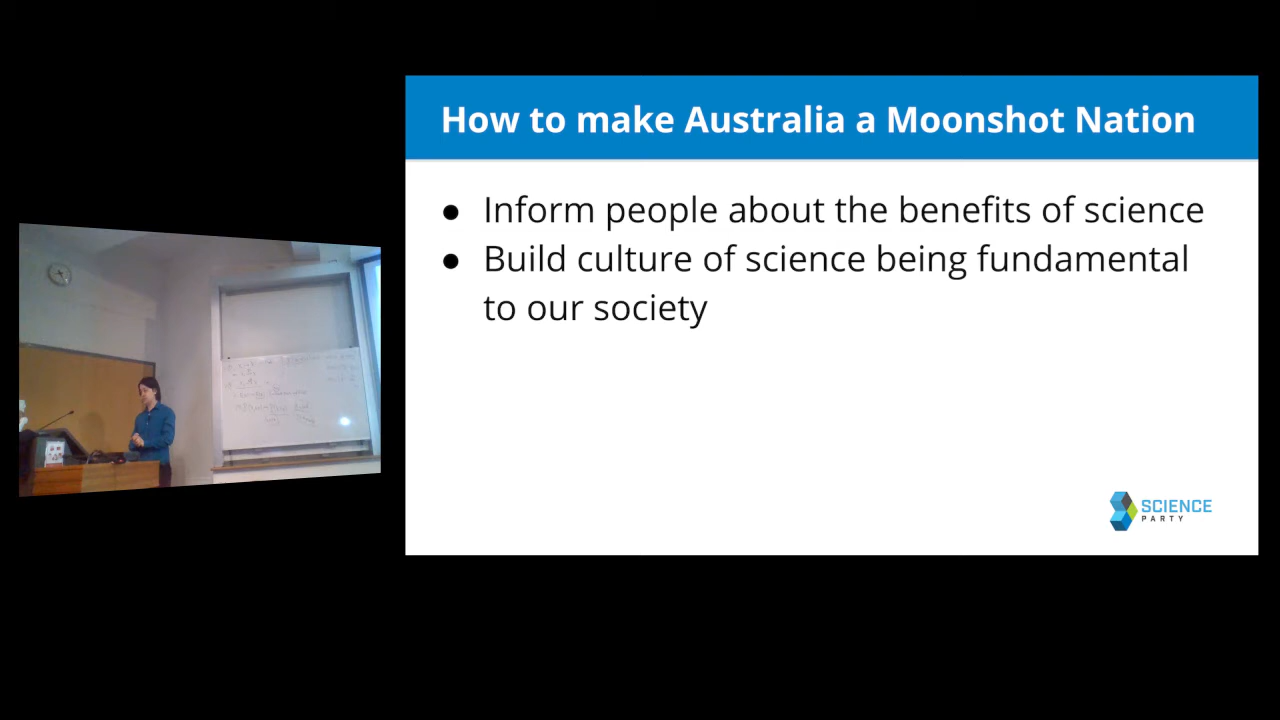 How to make Australia a Moonshot Nation
● Inform people about the benefits of science
● Build culture of science being fundamental
to our society
SCIENCE
PARTY